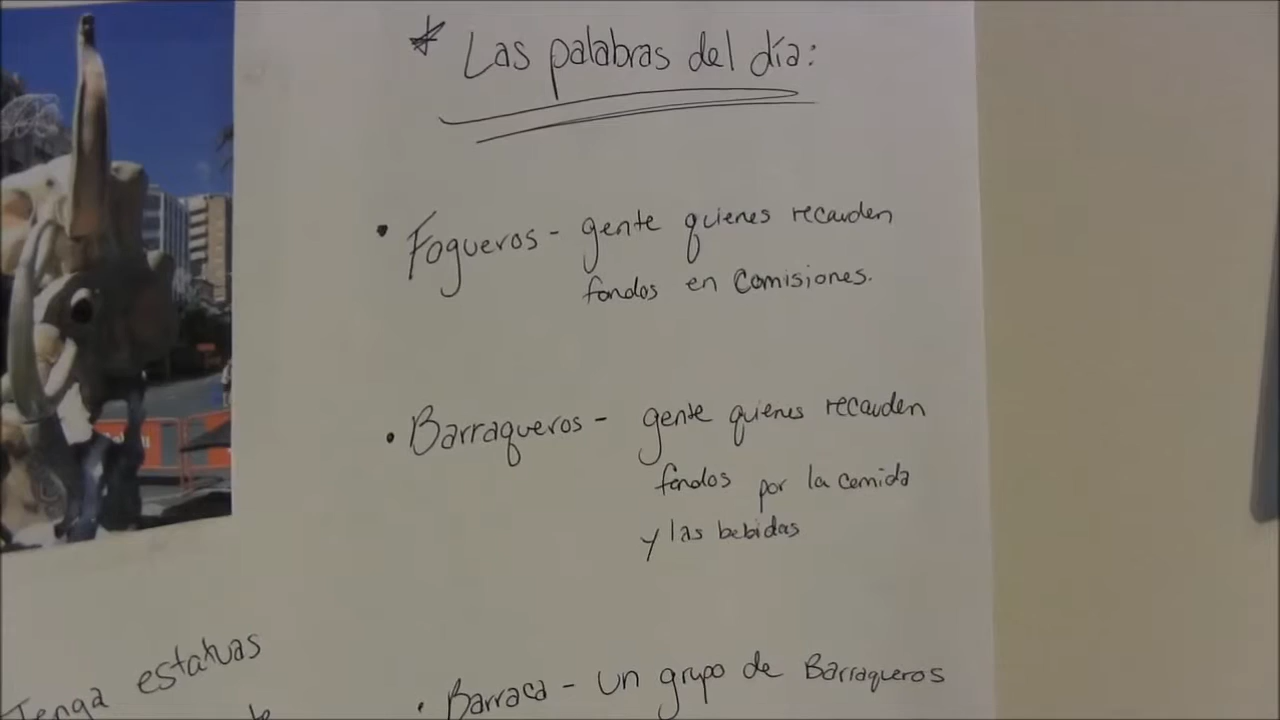 * Las palabras del día:
• Fogueros - gente quienes recauden
fondos en Comisiones.
• Barraqueros - gente quienes recauden
fondos por la comida
y las bebidas
• Barraca - un grupo de Barraqueros
Tenga estatuas